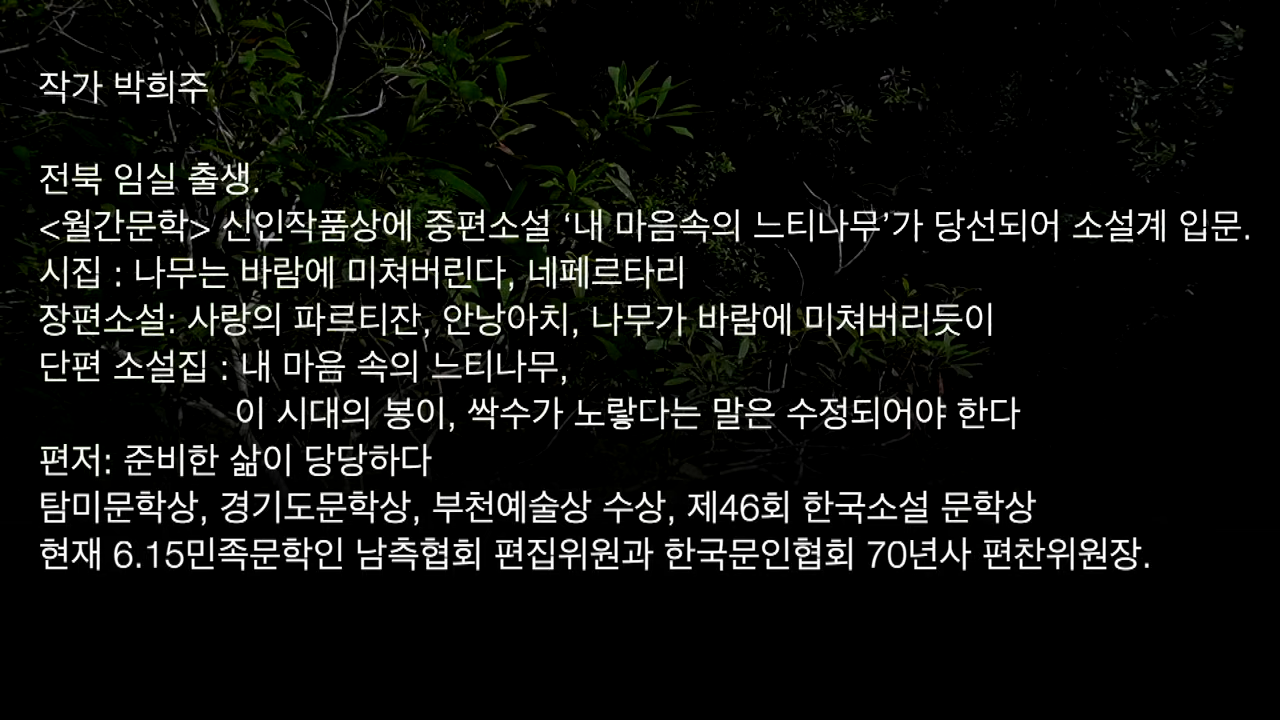 작가 박희주
전북 임실 출생.
<월간문학> 신인작품상에 중편소설 ‘내 마음속의 느티나무’가 당선되어 소설계 입문.
시집 : 나무는 바람에 미쳐버린다, 네페르타리
장편소설: 사랑의 파르티잔, 안낭아치, 나무가 바람에 미쳐버리듯이
단편 소설집 : 내 마음 속의 느티나무,
이 시대의 봉이, 싹수가 노랗다는 말은 수정되어야 한다
편저: 준비한 삶이 당당하다
탐미문학상, 경기도문학상, 부천예술상 수상, 제46회 한국소설 문학상
현재 6.15민족문학인 남측협회 편집위원과 한국문인협회 70년사 편찬위원장.